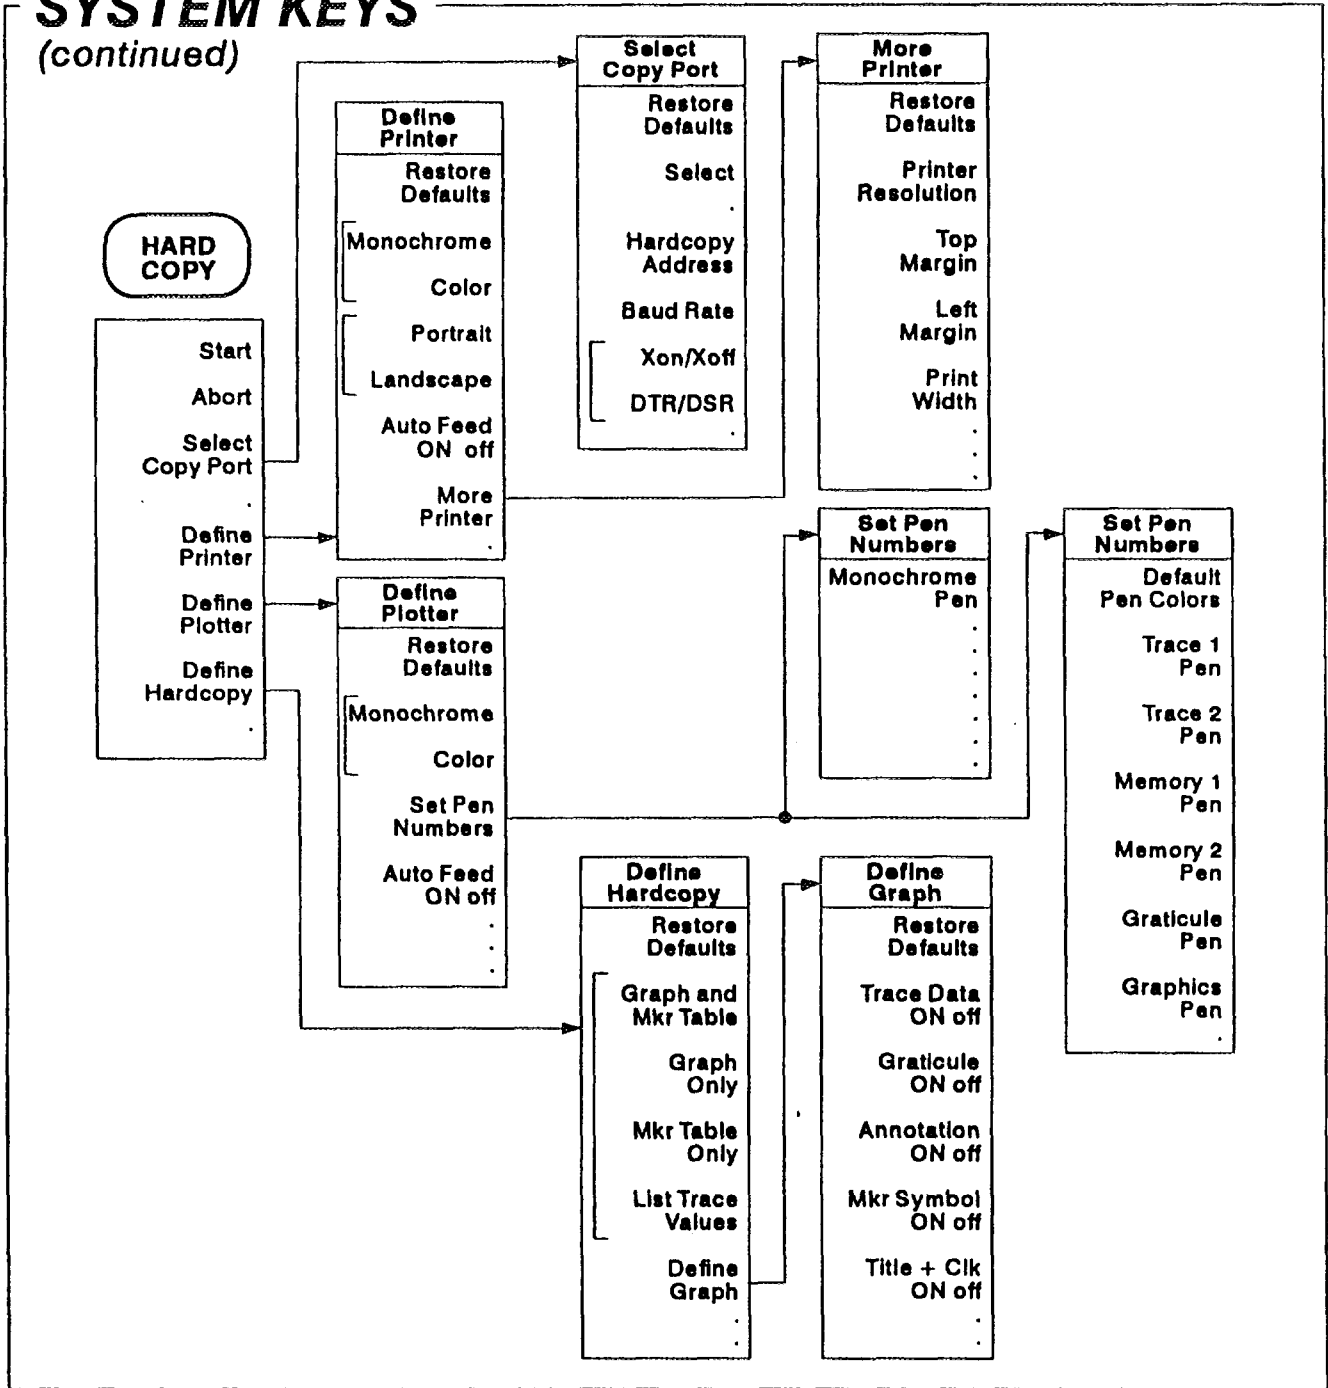 SYSTEM KEYS
(continued)
HARD
COPY
Start
Abort
Select
Copy Port
.
Define
Printer
Define
Plotter
Define
Hardcopy
.
Define
Printer
Restore
Defaults
Monochrome
Color
Portrait
Landscape
Auto Feed
ON off
More
Printer
.
Define
Plotter
Restore
Defaults
Monochrome
Color
Set Pen
Numbers
Auto Feed
ON off
.
.
.
Select
Copy Port
Restore
Defaults
Select
.
Hardcopy
Address
Baud Rate
Xon/Xoff
DTR/DSR
.
More
Printer
Restore
Defaults
Printer
Resolution
Top
Margin
Left
Margin
Print
Width
.
.
.
Set Pen
Numbers
Monochrome
Pen
.
.
.
.
.
.
.
Set Pen
Numbers
Default
Pen Colors
Trace 1
Pen
Trace 2
Pen
Memory 1
Pen
Memory 2
Pen
Graticule
Pen
Graphics
Pen
.
Define
Hardcopy
Restore
Defaults
Graph and
Mkr Table
Graph
Only
Mkr Table
Only
List Trace
Values
Define
Graph
.
.
Define
Graph
Restore
Defaults
Trace Data
ON off
Graticule
ON off
Annotation
ON off
Mkr Symbol
ON off
Title + Clk
ON off
.
.